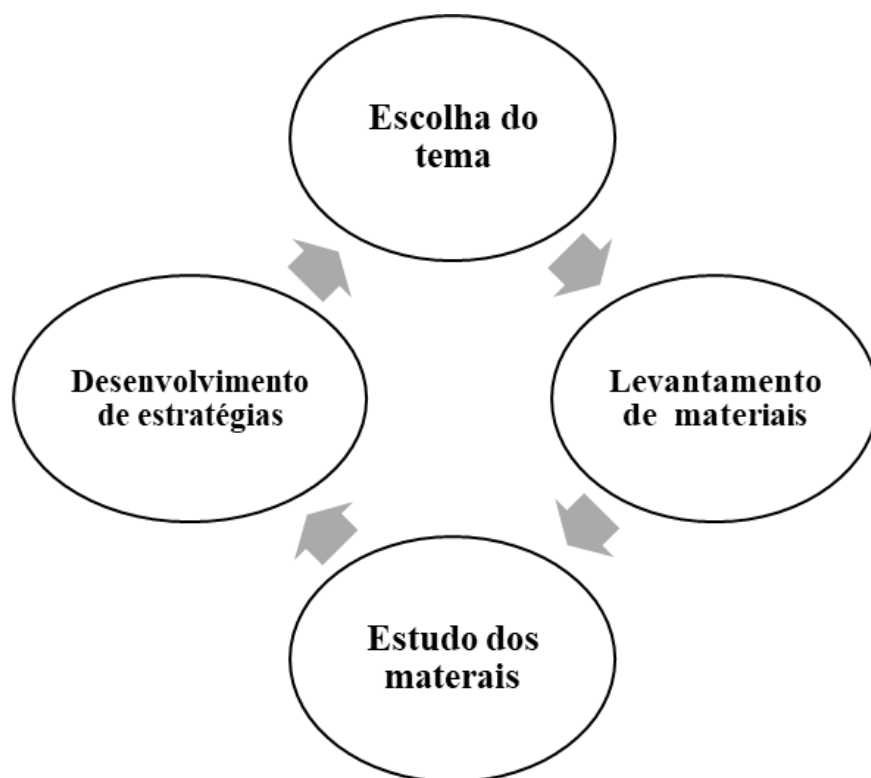 Escolha do
tema
Levantamento
de materiais
Estudo dos
materais
Desenvolvimento
de estratégias